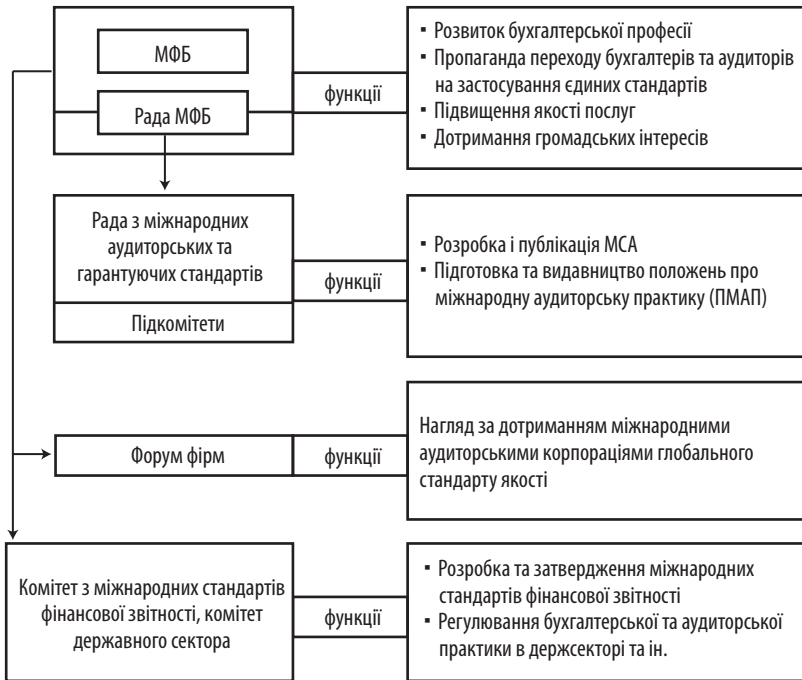 МФБ
Рада МФБ
функції
▪ Розвиток бухгалтерської професії
▪ Пропаганда переходу бухгалтерів та аудиторів
на застосування єдиних стандартів
▪ Підвищення якості послуг
▪ Дотримання громадських інтересів
Рада з міжнародних
аудиторських та
гарантуючих стандартів
Підкомітети
функції
▪ Розробка і публікація МСА
▪ Підготовка та видавництво положень про
міжнародну аудиторську практику (ПМАП)
Форум фірм
функції
Нагляд за дотриманням міжнародними
аудиторськими корпораціями глобального
стандарту якості
Комітет з міжнародних стандартів
фінансової звітності, комітет
державного сектора
функції
▪ Розробка та затвердження міжнародних
стандартів фінансової звітності
▪ Регулювання бухгалтерської та аудиторської
практики в держсекторі та ін.